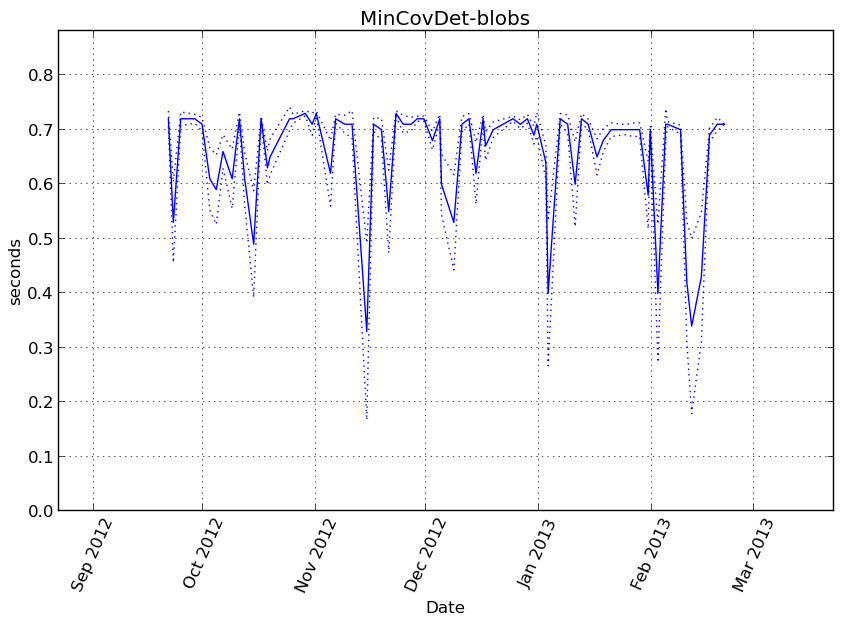 MinCovDet-blobs
0.8
0.7
0.6
0.5
0.4
0.3
0.2
0.1
0.0
seconds
Sep 2012
Oct 2012
Nov 2012
Dec 2012
Jan 2013
Feb 2013
Mar 2013
Date